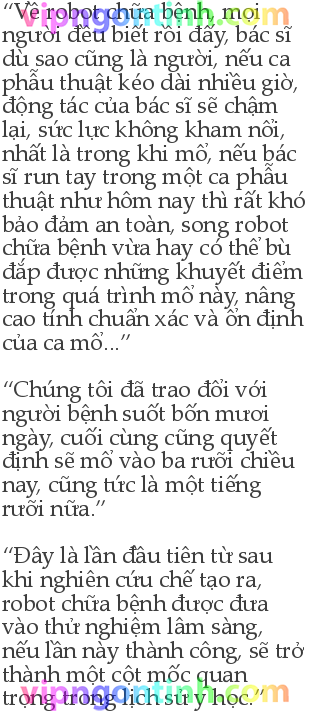 “Về robot chữa bệnh, mọi
người đều biết rồi đấy, bác sĩ
dù sao cũng là người, nếu ca
phẫu thuật kéo dài nhiều giờ,
động tác của bác sĩ sẽ chậm
lại, sức lực không kham nổi,
nhất là trong khi mổ, nếu bác
sĩ run tay trong một ca phẫu
thuật như hôm nay thì rất khó
bảo đảm an toàn, song robot
chữa bệnh vừa hay có thể bù
đắp được những khuyết điểm
trong quá trình mổ này, nâng
cao tính chuẩn xác và ổn định
của ca mổ...”
“Chúng tôi đã trao đổi với
người bệnh suốt bốn mươi
ngày, cuối cùng cũng quyết
định sẽ mổ vào ba rưỡi chiều
nay, cũng tức là một tiếng
rưỡi nữa.”
“Đây là lần đầu tiên từ sau
khi nghiên cứu chế tạo ra,
robot chữa bệnh được đưa
vào thử nghiệm lâm sàng,
nếu lần này thành công, sẽ trở
thành một cột mốc quan
trọng trong lịch sử y học.”
vipngontinh.com
vipngontinh.com